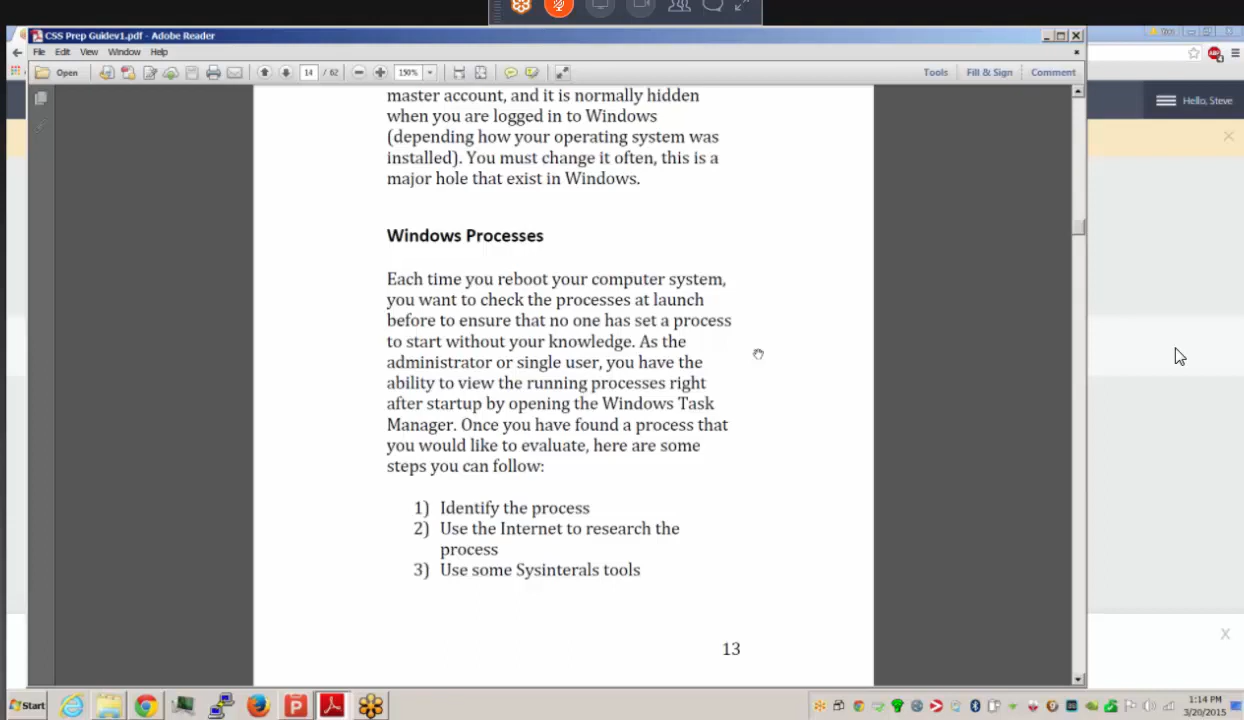 CSS Prep Guidev1.pdf - Adobe Reader
You
File Edit View Window Help
Open
14 / 62
150%
Tools Fill & Sign Comment
Hello, Steve
master account, and it is normally hidden
when you are logged in to Windows
(depending how your operating system was
installed). You must change it often, this is a
major hole that exist in Windows.
Windows Processes
Each time you reboot your computer system,
you want to check the processes at launch
before to ensure that no one has set a process
to start without your knowledge. As the
administrator or single user, you have the
ability to view the running processes right
after startup by opening the Windows Task
Manager. Once you have found a process that
you would like to evaluate, here are some
steps you can follow:
1) Identify the process
2) Use the Internet to research the
process
3) Use some Sysinterals tools
13
Start
1:14 PM
3/20/2015